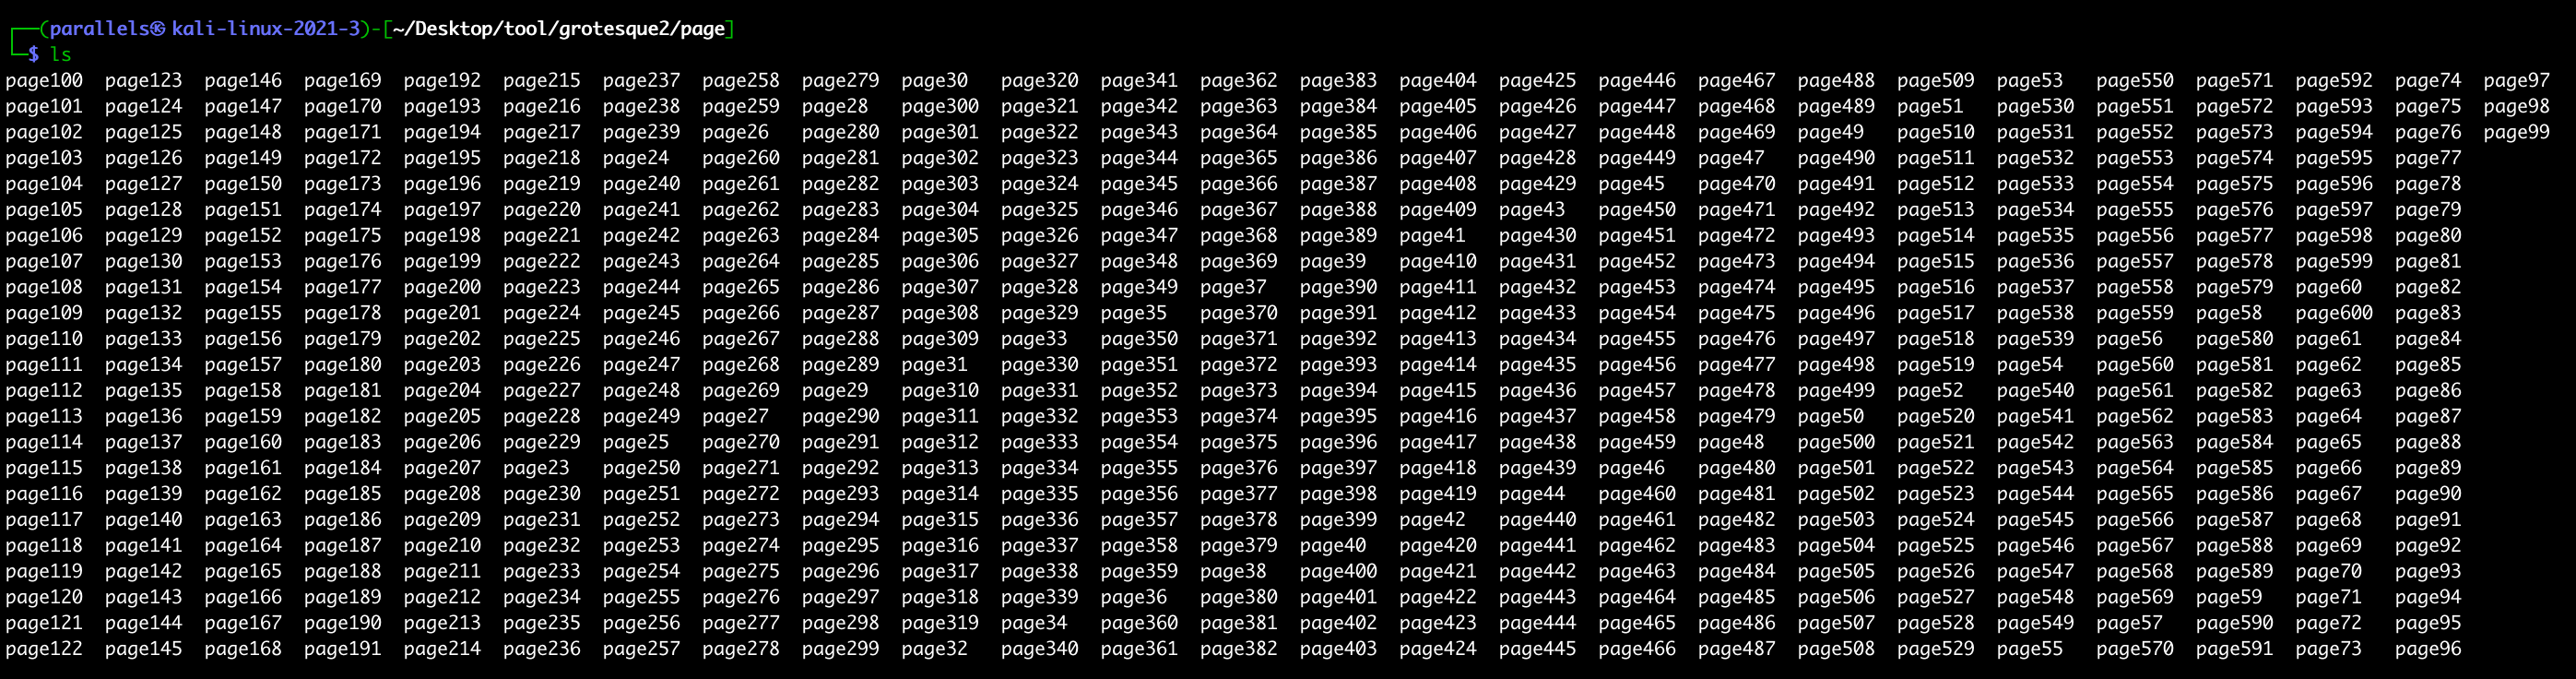 ┌──(parallels㉿kali-linux-2021-3)-[~/Desktop/tool/grotesque2/page]
└─$ ls
page100 page123 page146 page169 page192 page215 page237 page258 page279 page30 page320 page341 page362 page383 page404 page425 page446 page467 page488 page509 page53 page550 page571 page592 page74 page97
page101 page124 page147 page170 page193 page216 page238 page259 page28 page300 page321 page342 page363 page384 page405 page426 page447 page468 page489 page51 page530 page551 page572 page593 page75 page98
page102 page125 page148 page171 page194 page217 page239 page26 page280 page301 page322 page343 page364 page385 page406 page427 page448 page469 page49 page510 page531 page552 page573 page594 page76 page99
page103 page126 page149 page172 page195 page218 page24 page260 page281 page302 page323 page344 page365 page386 page407 page428 page449 page47 page490 page511 page532 page553 page574 page595 page77
page104 page127 page150 page173 page196 page219 page240 page261 page282 page303 page324 page345 page366 page387 page408 page429 page45 page470 page491 page512 page533 page554 page575 page596 page78
page105 page128 page151 page174 page197 page220 page241 page262 page283 page304 page325 page346 page367 page388 page409 page43 page450 page471 page492 page513 page534 page555 page576 page597 page79
page106 page129 page152 page175 page198 page221 page242 page263 page284 page305 page326 page347 page368 page389 page41 page430 page451 page472 page493 page514 page535 page556 page577 page598 page80
page107 page130 page153 page176 page199 page222 page243 page264 page285 page306 page327 page348 page369 page39 page410 page431 page452 page473 page494 page515 page536 page557 page578 page599 page81
page108 page131 page154 page177 page200 page223 page244 page265 page286 page307 page328 page349 page37 page390 page411 page432 page453 page474 page495 page516 page537 page558 page579 page60 page82
page109 page132 page155 page178 page201 page224 page245 page266 page287 page308 page329 page35 page370 page391 page412 page433 page454 page475 page496 page517 page538 page559 page58 page600 page83
page110 page133 page156 page179 page202 page225 page246 page267 page288 page309 page33 page350 page371 page392 page413 page434 page455 page476 page497 page518 page539 page56 page580 page61 page84
page111 page134 page157 page180 page203 page226 page247 page268 page289 page31 page330 page351 page372 page393 page414 page435 page456 page477 page498 page519 page54 page560 page581 page62 page85
page112 page135 page158 page181 page204 page227 page248 page269 page29 page310 page331 page352 page373 page394 page415 page436 page457 page478 page499 page52 page540 page561 page582 page63 page86
page113 page136 page159 page182 page205 page228 page249 page27 page290 page311 page332 page353 page374 page395 page416 page437 page458 page479 page50 page520 page541 page562 page583 page64 page87
page114 page137 page160 page183 page206 page229 page25 page270 page291 page312 page333 page354 page375 page396 page417 page438 page459 page48 page500 page521 page542 page563 page584 page65 page88
page115 page138 page161 page184 page207 page23 page250 page271 page292 page313 page334 page355 page376 page397 page418 page439 page46 page480 page501 page522 page543 page564 page585 page66 page89
page116 page139 page162 page185 page208 page230 page251 page272 page293 page314 page335 page356 page377 page398 page419 page44 page460 page481 page502 page523 page544 page565 page586 page67 page90
page117 page140 page163 page186 page209 page231 page252 page273 page294 page315 page336 page357 page378 page399 page42 page440 page461 page482 page503 page524 page545 page566 page587 page68 page91
page118 page141 page164 page187 page210 page232 page253 page274 page295 page316 page337 page358 page379 page40 page420 page441 page462 page483 page504 page525 page546 page567 page588 page69 page92
page119 page142 page165 page188 page211 page233 page254 page275 page296 page317 page338 page359 page38 page400 page421 page442 page463 page484 page505 page526 page547 page568 page589 page70 page93
page120 page143 page166 page189 page212 page234 page255 page276 page297 page318 page339 page36 page380 page401 page422 page443 page464 page485 page506 page527 page548 page569 page59 page71 page94
page121 page144 page167 page190 page213 page235 page256 page277 page298 page319 page34 page360 page381 page402 page423 page444 page465 page486 page507 page528 page549 page57 page590 page72 page95
page122 page145 page168 page191 page214 page236 page257 page278 page299 page32 page340 page361 page382 page403 page424 page445 page466 page487 page508 page529 page55 page570 page591 page73 page96